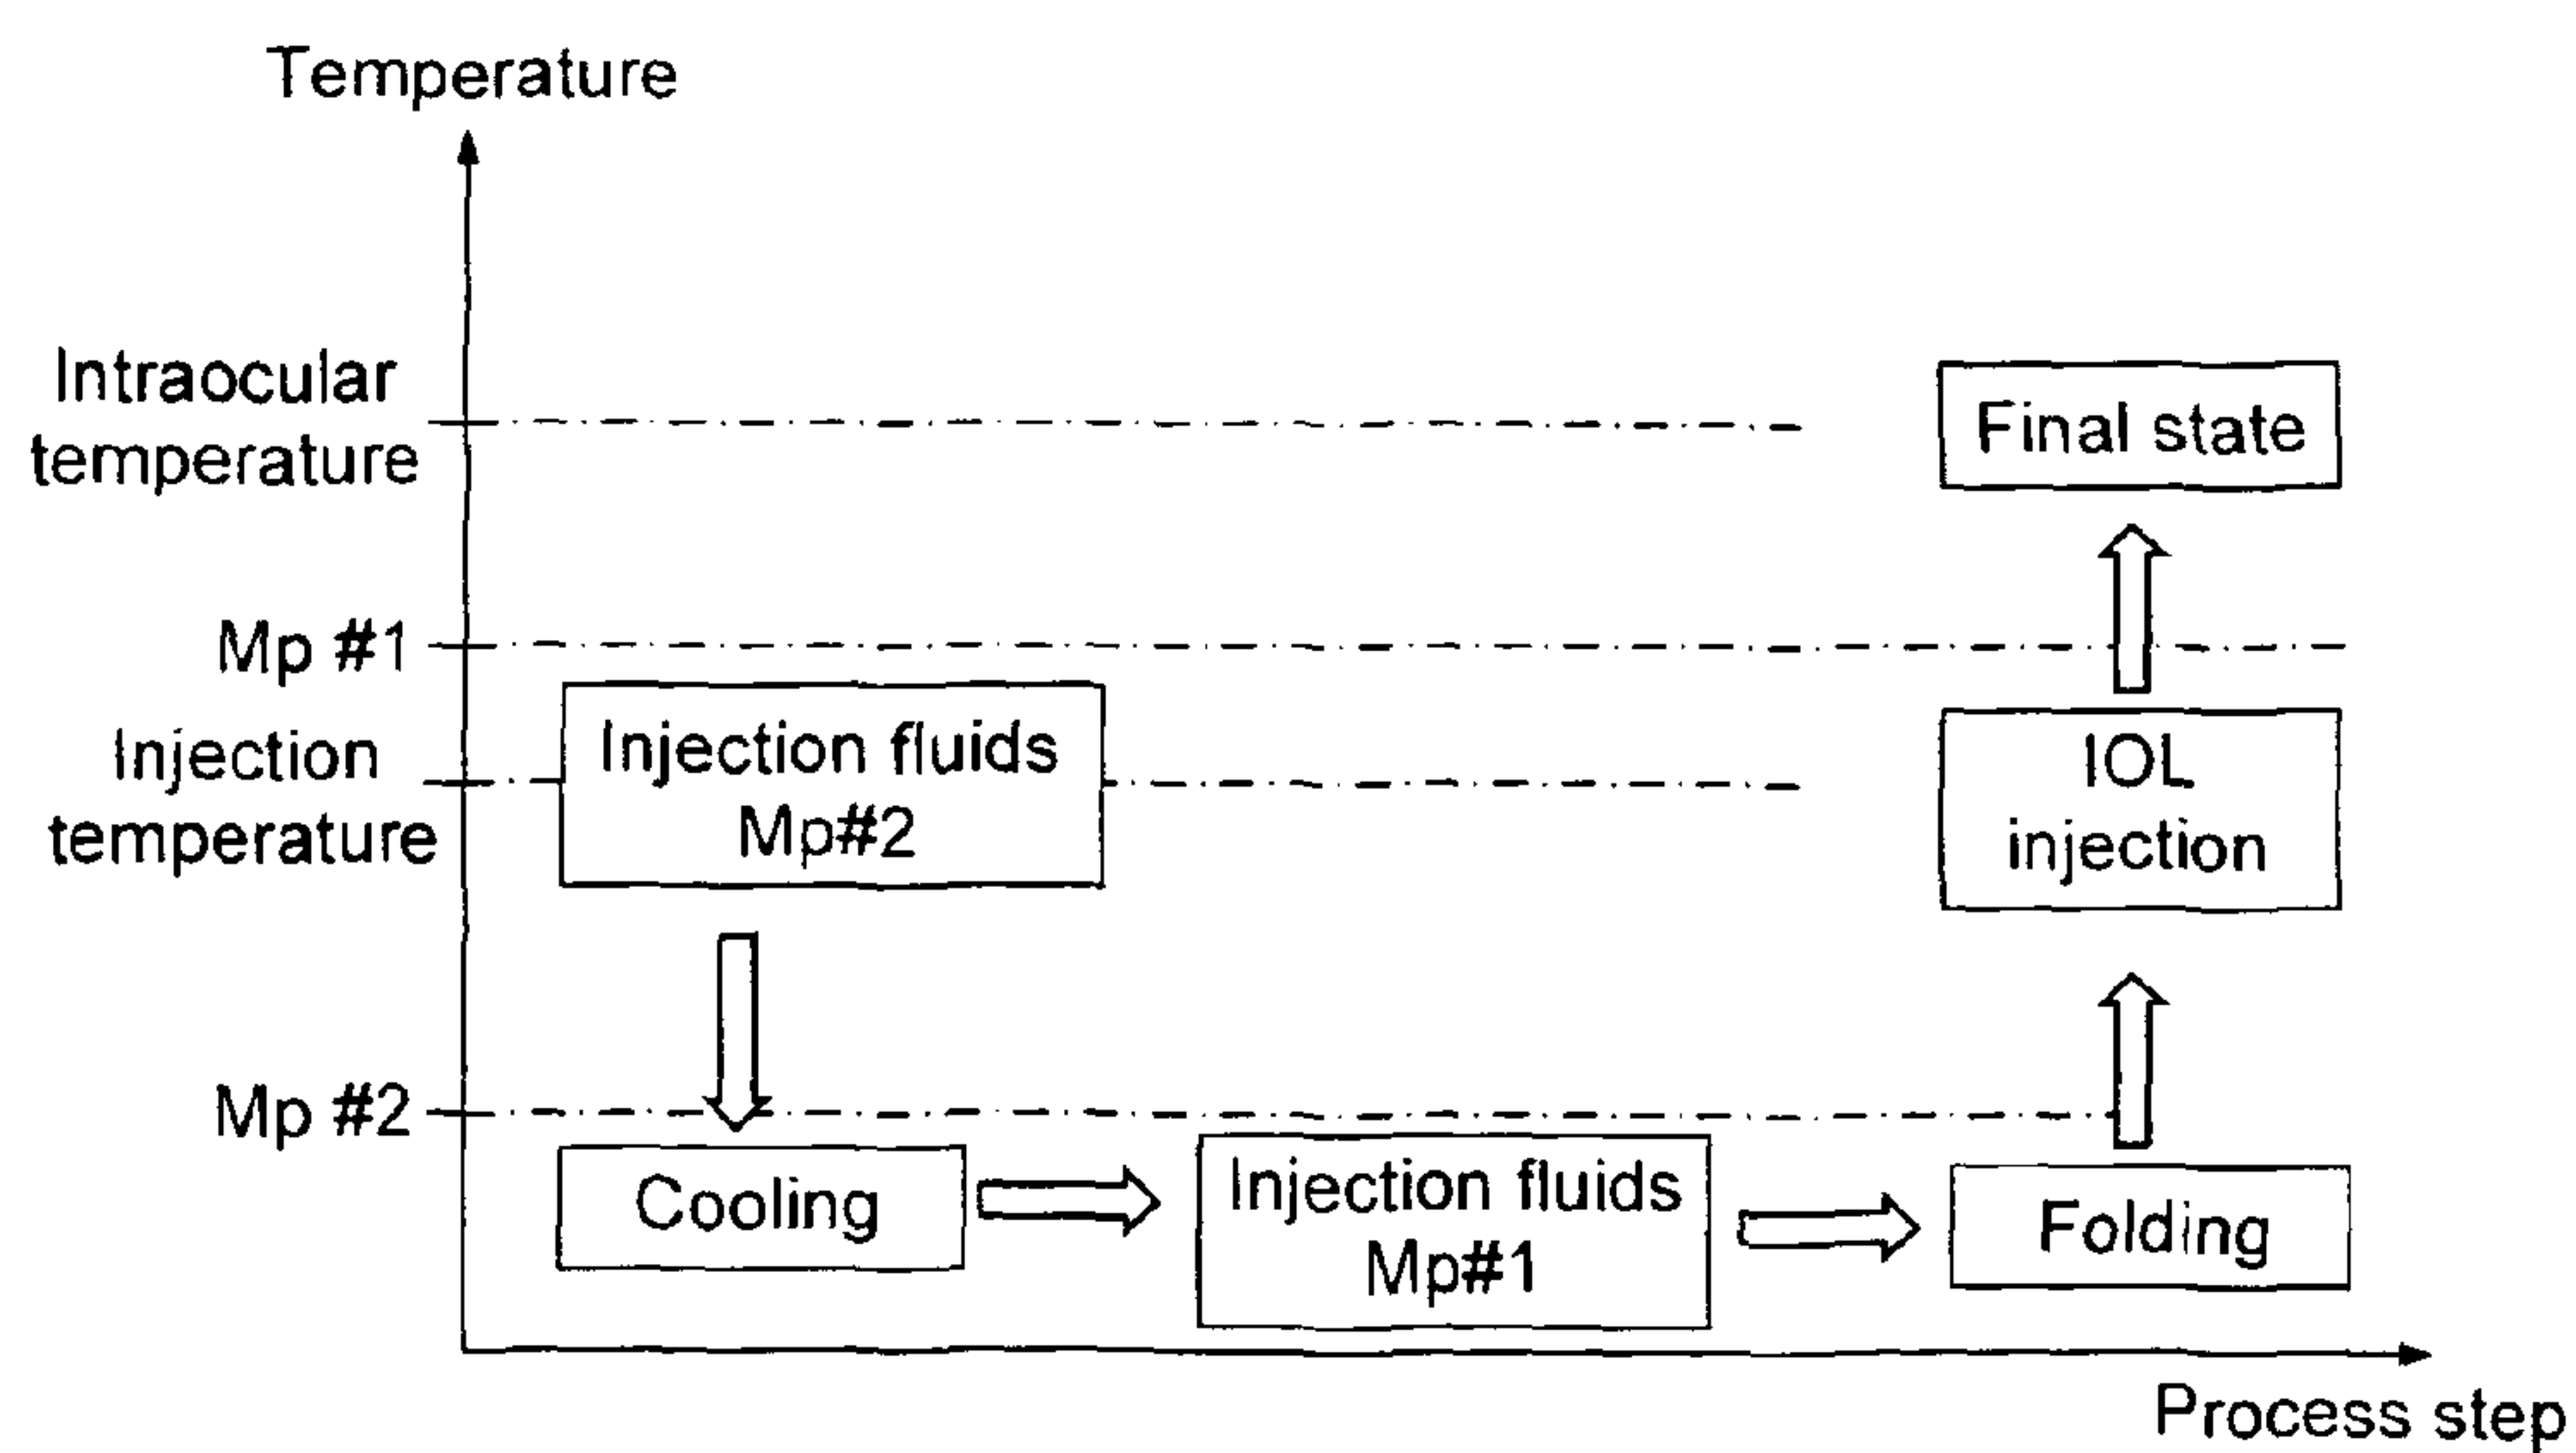 Temperature
Intraocular
temperature
Final state
Mp #1
Injection
temperature
Injection fluids
Mp#2
IOL
injection
Mp #2
Cooling
Injection fluids
Mp#1
Folding
Process step